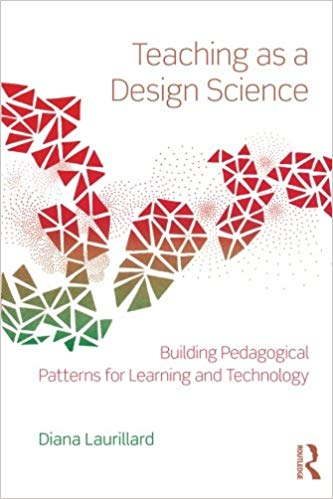 Teaching as a
Design Science
Building Pedagogical
Patterns for Learning and Technology
Diana Laurillard
ROUTLEDGE